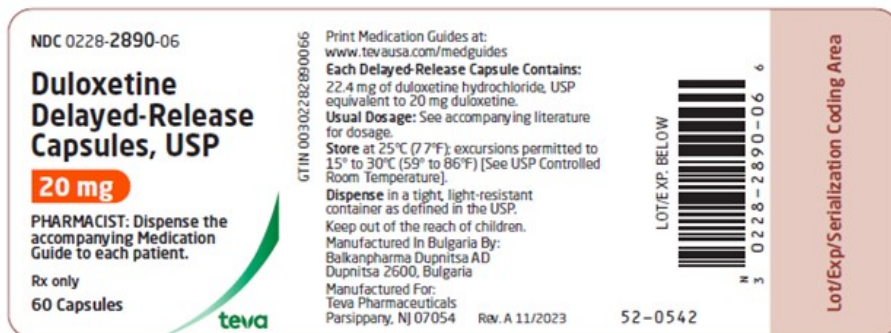 NDC 0228-2890-06
Duloxetine
Delayed-Release
Capsules, USP
20 mg
PHARMACIST: Dispense the
accompanying Medication
Guide to each patient.
Rx only
60 Capsules
teva
GTIN 00302282890066
Print Medication Guides at:
www.tevausa.com/medguides
Each Delayed-Release Capsule Contains:
22.4 mg of duloxetine hydrochloride, USP
equivalent to 20 mg duloxetine.
Usual Dosage: See accompanying literature
for dosage.
Store at 25°C (77°F); excursions permitted to
15° to 30°C (59° to 86°F) [See USP Controlled
Room Temperature].
Dispense in a tight, light-resistant
container as defined in the USP.
Keep out of the reach of children.
Manufactured In Bulgaria By:
Balkanpharma Dupnitsa AD
Dupnitsa 2600, Bulgaria
Manufactured For:
Teva Pharmaceuticals
Parsippany, NJ 07054 Rev. A 11/2023
52-0542
LOT/EXP. BELOW
N 3 0228-2890-06 6
Lot/Exp/Serialization Coding Area